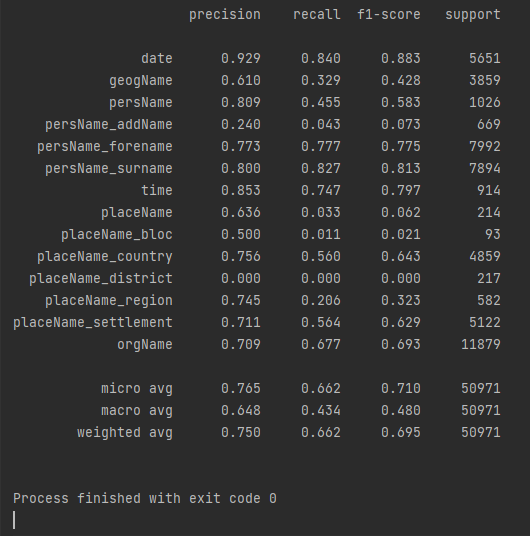 precision recall f1-score support
date 0.929 0.840 0.883 5651
geogName 0.610 0.329 0.428 3859
persName 0.809 0.455 0.583 1026
persName_addName 0.240 0.043 0.073 669
persName_forename 0.773 0.777 0.775 7992
persName_surname 0.800 0.827 0.813 7894
time 0.853 0.747 0.797 914
placeName 0.636 0.033 0.062 214
placeName_bloc 0.500 0.011 0.021 93
placeName_country 0.756 0.560 0.643 4859
placeName_district 0.000 0.000 0.000 217
placeName_region 0.745 0.206 0.323 582
placeName_settlement 0.711 0.564 0.629 5122
orgName 0.709 0.677 0.693 11879
micro avg 0.765 0.662 0.710 50971
macro avg 0.648 0.434 0.480 50971
weighted avg 0.750 0.662 0.695 50971
Process finished with exit code 0